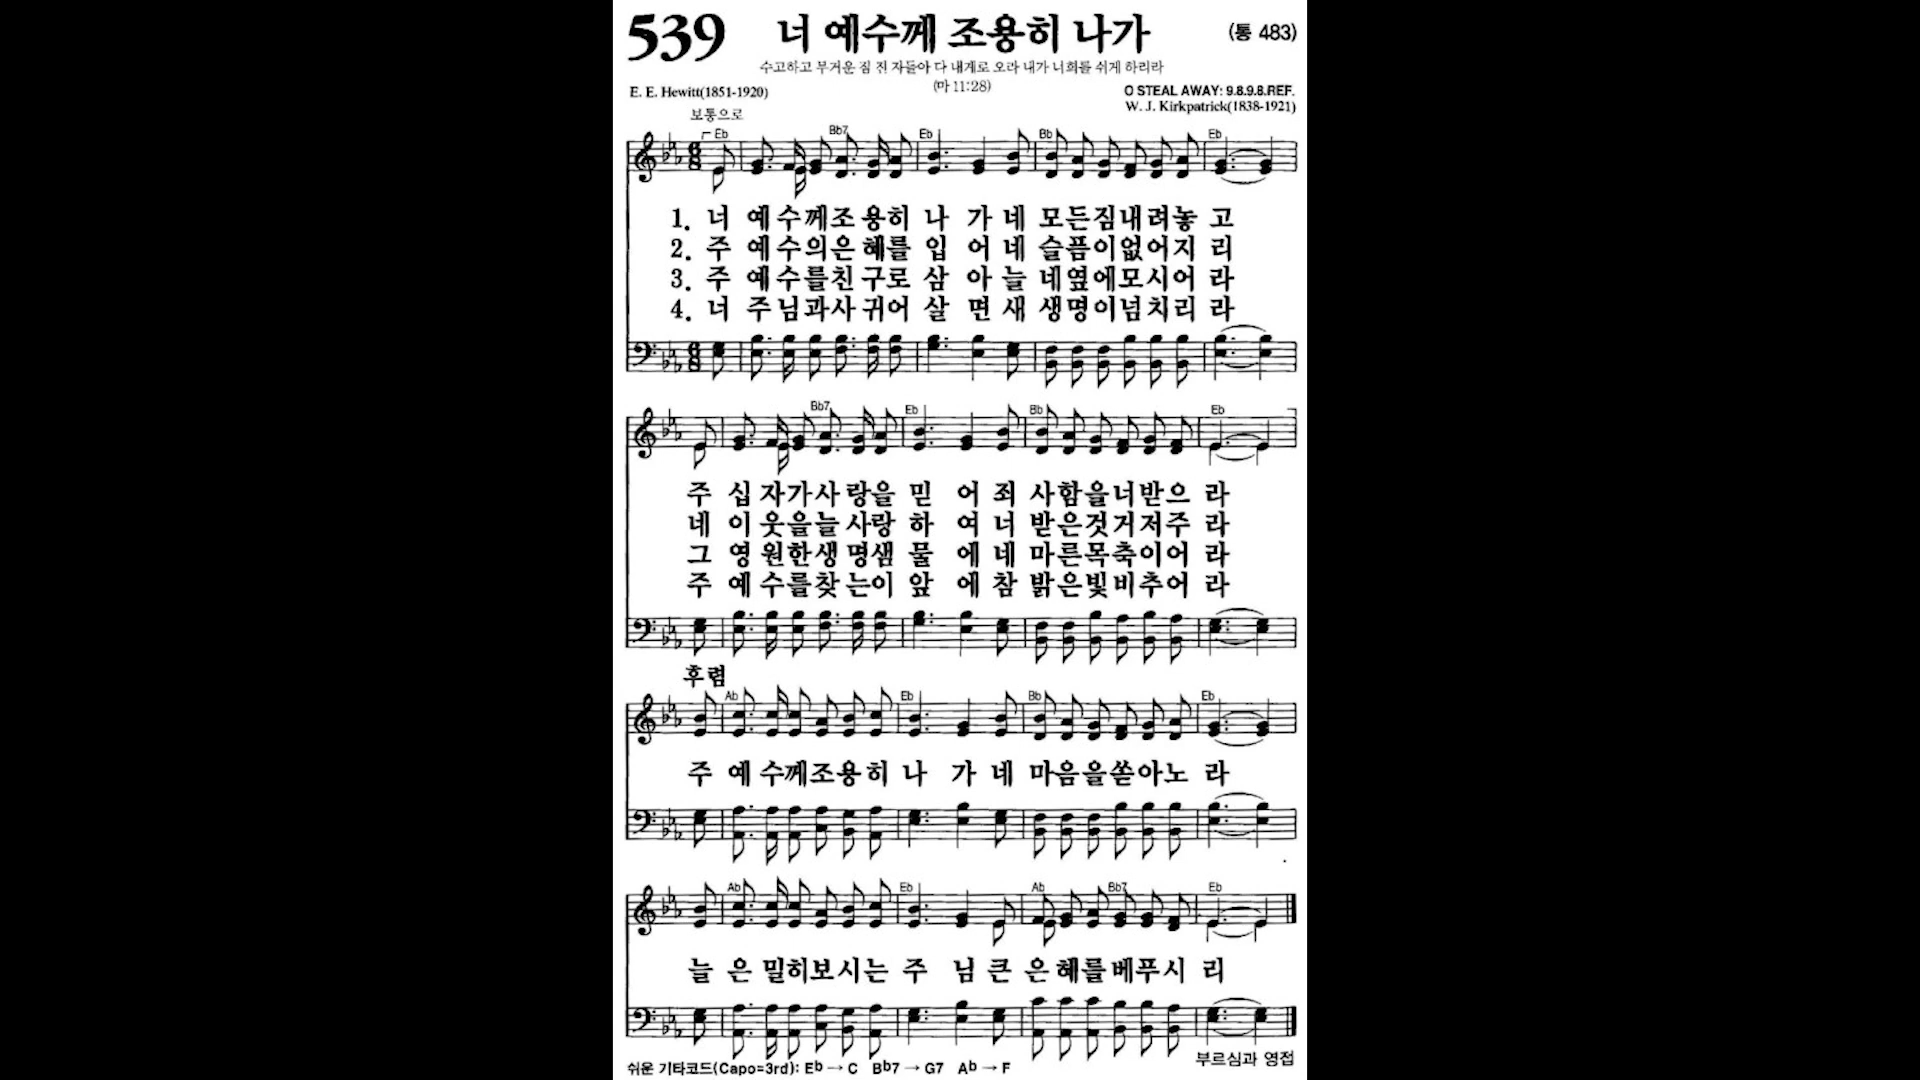 539 너 예수께 조용히 나가 (통 483)
수고하고 무거운 짐 진 자들아 다 내게로 오라 내가 너희를 쉬게 하리라
(마 11:28)
E. E. Hewitt(1851-1920) O STEAL AWAY: 9.8.9.8.REF.
보통으로 W. J. Kirkpatrick(1838-1921)
Eb Bb7 Eb Bb Eb
1. 너 예수께조용히 나 가 네 모든짐내려놓 고
2. 주 예수의은혜를 입 어 네 슬픔이없어지 리
3. 주 예수를친구로 삼 아 늘 네옆에모시어 라
4. 너 주님과사귀어 살 면 새 생명이넘치리 라
Bb7 Eb Bb Eb
주 십자가사랑을 믿 어 죄 사함을너받으 라
네 이웃을늘사랑 하 여 너 받은것거저주 라
그 영원한생명샘 물 에 네 마른목축이어 라
주 예수를찾는이 앞 에 참 밝은빛비추어 라
후렴
Ab Eb Bb Eb
주 예수께조용히 나 가 네 마음을쏟아노 라
Ab Eb Ab Bb7 Eb
늘 은밀히보시는 주 님 큰 은혜를베푸시 리
쉬운 기타코드(Capo=3rd): Eb → C Bb7 → G7 Ab → F 부르심과 영접